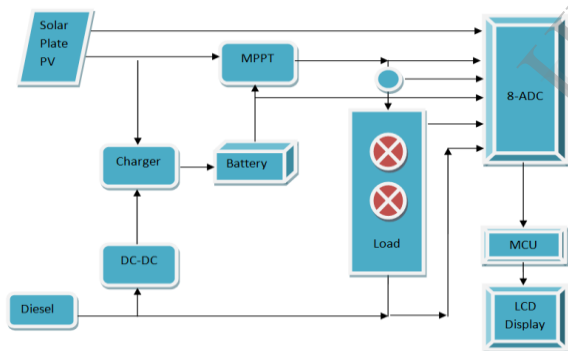 Solar
Plate
PV
MPPT
8-ADC
Charger
Battery
Load
DC-DC
MCU
Diesel
LCD
Display